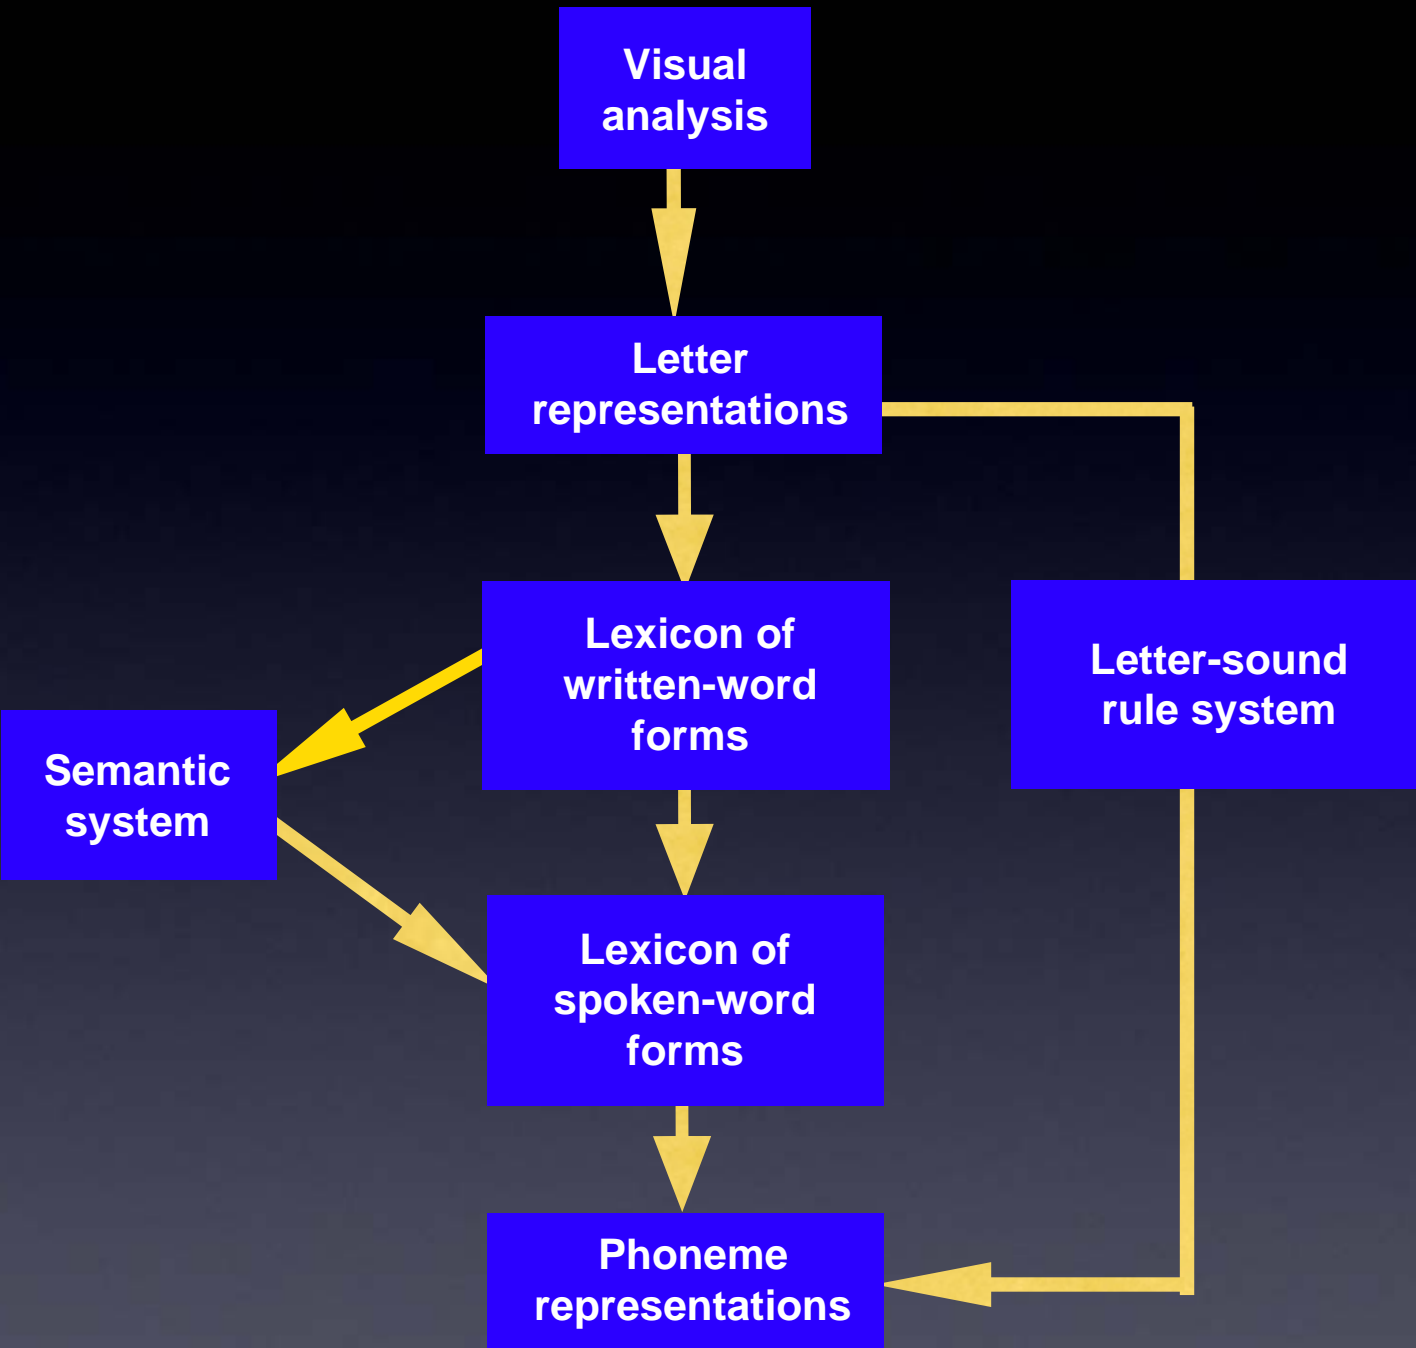 Visual
analysis
Letter
representations
Lexicon of
written-word
forms
Letter-sound
rule system
Semantic
system
Lexicon of
spoken-word
forms
Phoneme
representations